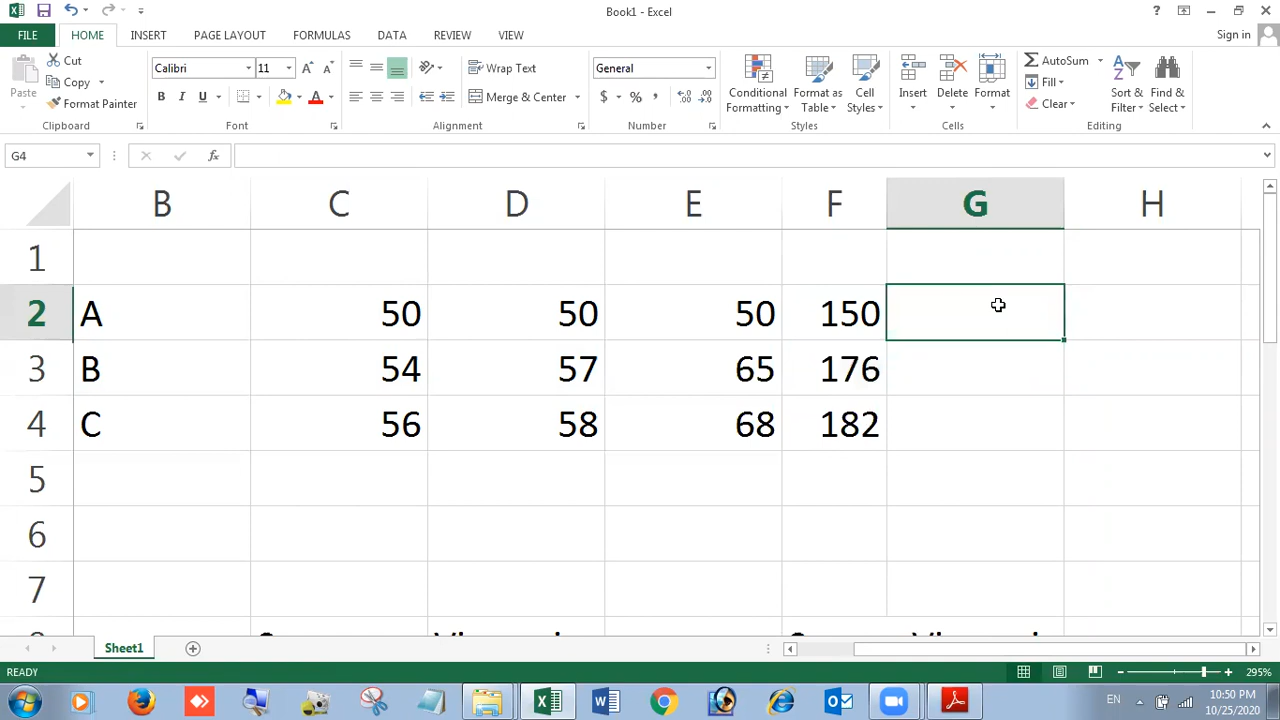 Book1 - Excel
?
FILE HOME INSERT PAGE LAYOUT FORMULAS DATA REVIEW VIEW Sign in
Paste
Cut
Copy
Format Painter
Clipboard
Calibri 11
B I U
Font
Wrap Text
Merge & Center
Alignment
General
$ % ,
Number
Conditional Formatting
Format as Table
Cell Styles
Styles
Insert
Delete
Format
Cells
AutoSum
Fill
Clear
Sort & Filter
Find & Select
Editing
G4 fx
B C D E F G H
1
2 A 50 50 50 150
3 B 54 57 65 176
4 C 56 58 68 182
5
6
7
Sheet1
READY 295%
EN 10:50 PM
10/25/2020